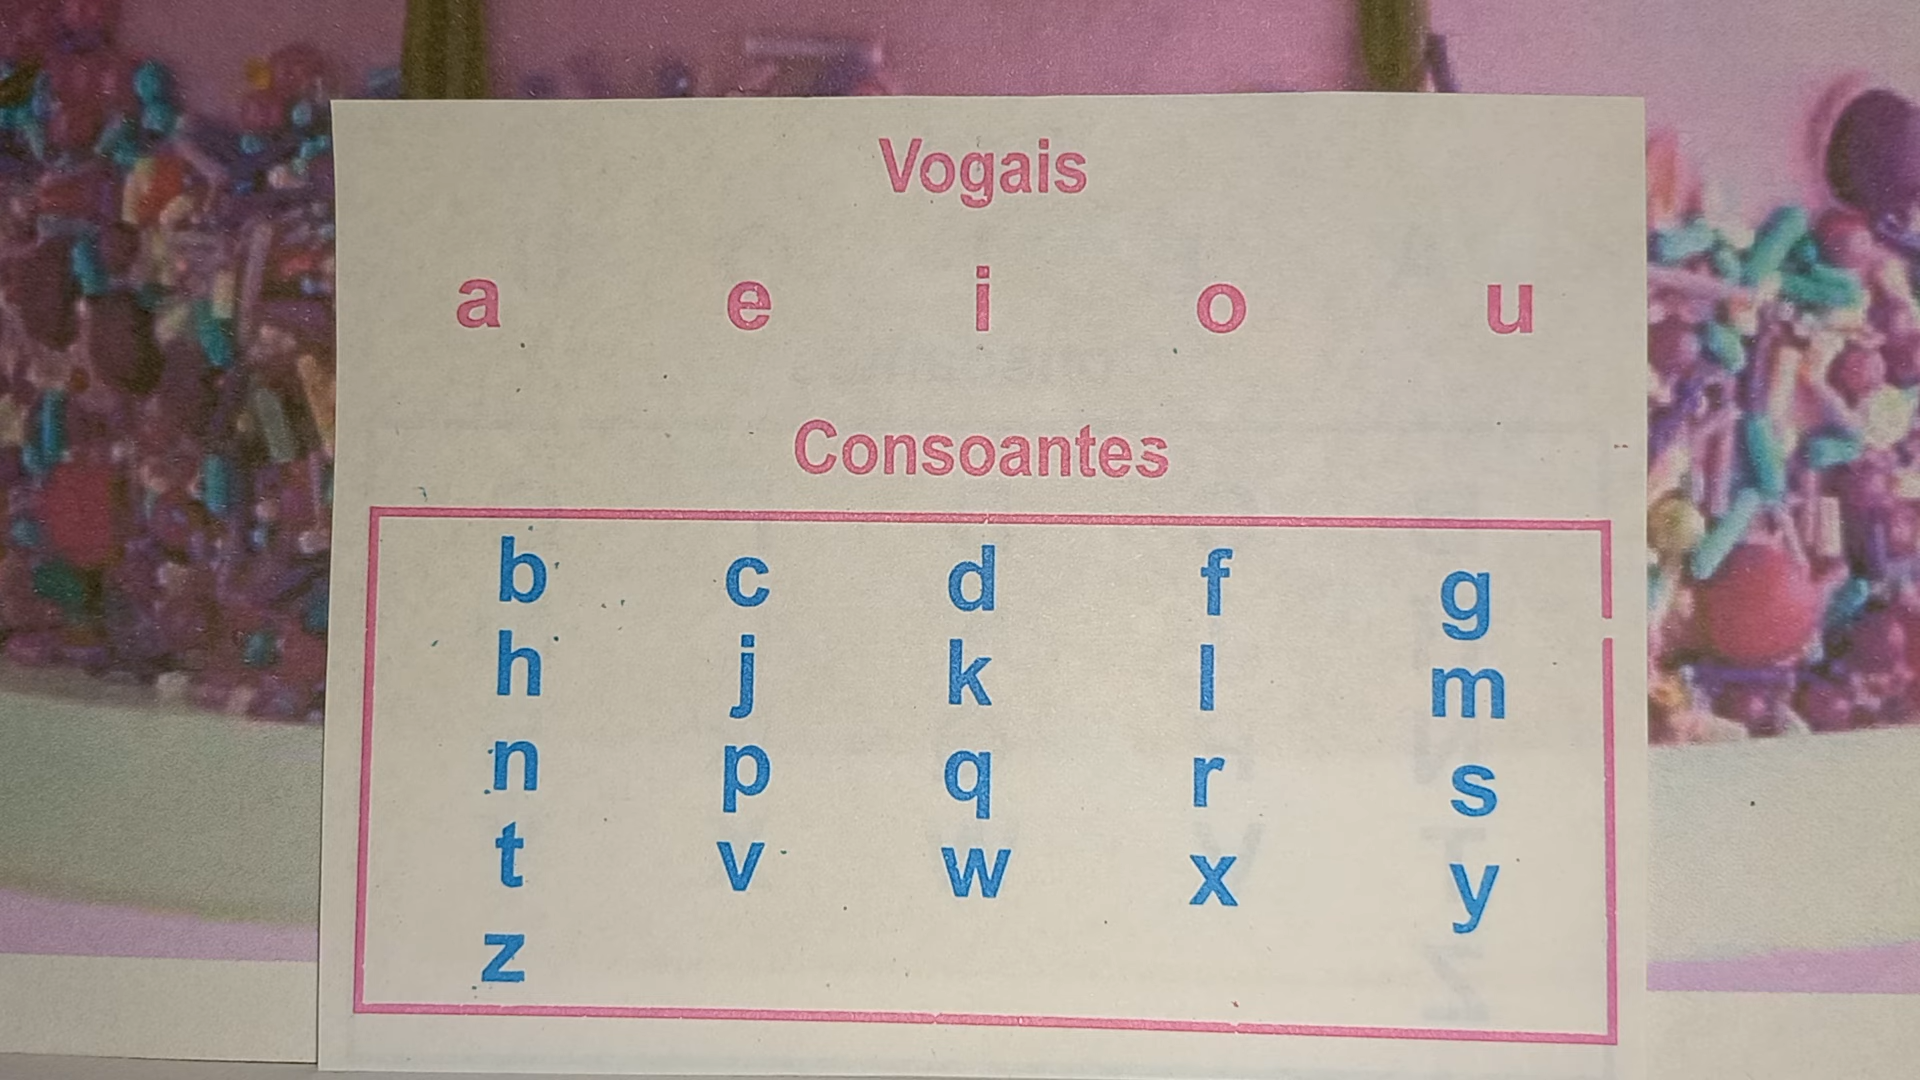 Vogais
a e i o u
Consoantes
b c d f g
h j k l m
n p q r s
t v w x y
z